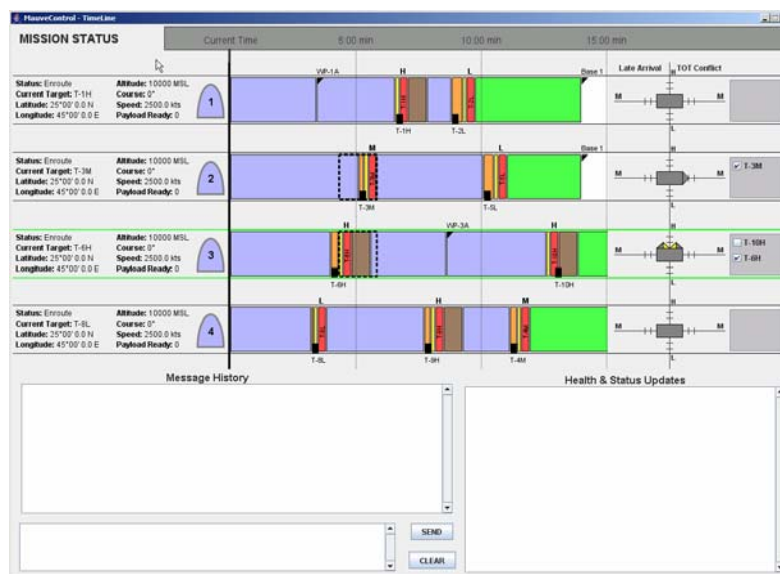 MauveControl - TimeLine
MISSION STATUS
Current Time
5:00 min
10:00 min
15:00 min
Late Arrival
TOT Conflict
Status: Enroute
Current Target: T-1H
Latitude: 25°00' 0.0 N
Longitude: 45°00' 0.0 E
Altitude: 10000 MSL
Course: 0°
Speed: 2500.0 kts
Payload Ready: 0
1
WP-1A
H
L
Base 1
T-1H
T-2L
T-1H
T-2L
H
M
M
L
Status: Enroute
Current Target: T-3M
Latitude: 25°00' 0.0 N
Longitude: 45°00' 0.0 E
Altitude: 10000 MSL
Course: 0°
Speed: 2500.0 kts
Payload Ready: 0
2
M
L
Base 1
T-3M
T-5L
M
T-3M
Status: Enroute
Current Target: T-6H
Latitude: 25°00' 0.0 N
Longitude: 45°00' 0.0 E
Altitude: 10000 MSL
Course: 0°
Speed: 2500.0 kts
Payload Ready: 0
3
H
WP-3A
H
T-6H
T-10H
M
M
T-10H
T-6H
Status: Enroute
Current Target: T-8L
Latitude: 25°00' 0.0 N
Longitude: 45°00' 0.0 E
Altitude: 10000 MSL
Course: 0°
Speed: 2500.0 kts
Payload Ready: 0
4
L
H
M
T-8L
T-9H
T-4M
H
M
M
L
Message History
Health & Status Updates
SEND
CLEAR